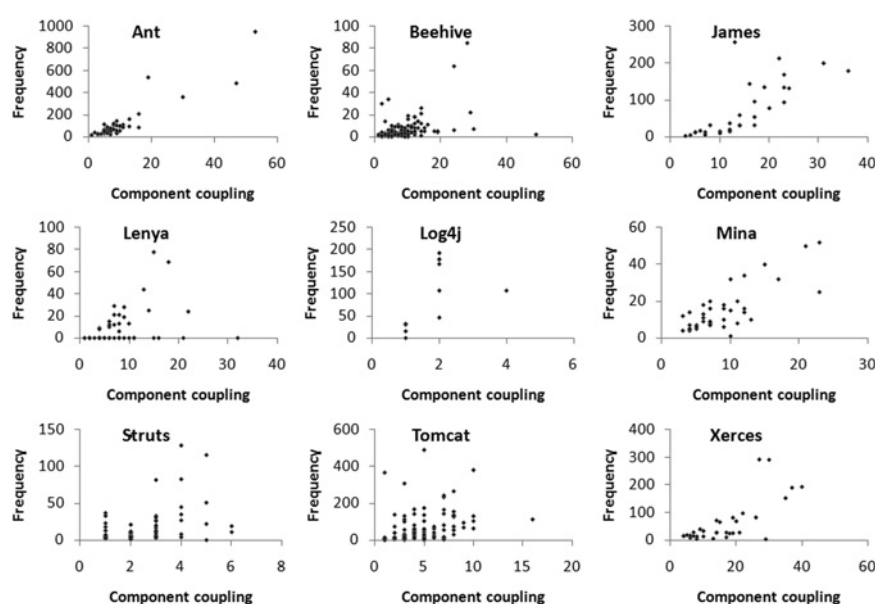 Ant
Frequency
1000
800
600
400
200
0
0 20 40 60
Component coupling
Beehive
Frequency
100
80
60
40
20
0
0 20 40 60
Component coupling
James
Frequency
300
200
100
0
0 10 20 30 40
Component coupling
Lenya
Frequency
100
80
60
40
20
0
0 10 20 30 40
Component coupling
Log4j
Frequency
250
200
150
100
50
0
0 2 4 6
Component coupling
Mina
Frequency
60
40
20
0
0 10 20 30
Component coupling
Struts
Frequency
150
100
50
0
0 2 4 6 8
Component coupling
Tomcat
Frequency
600
400
200
0
0 5 10 15 20
Component coupling
Xerces
Frequency
400
300
200
100
0
0 20 40 60
Component coupling